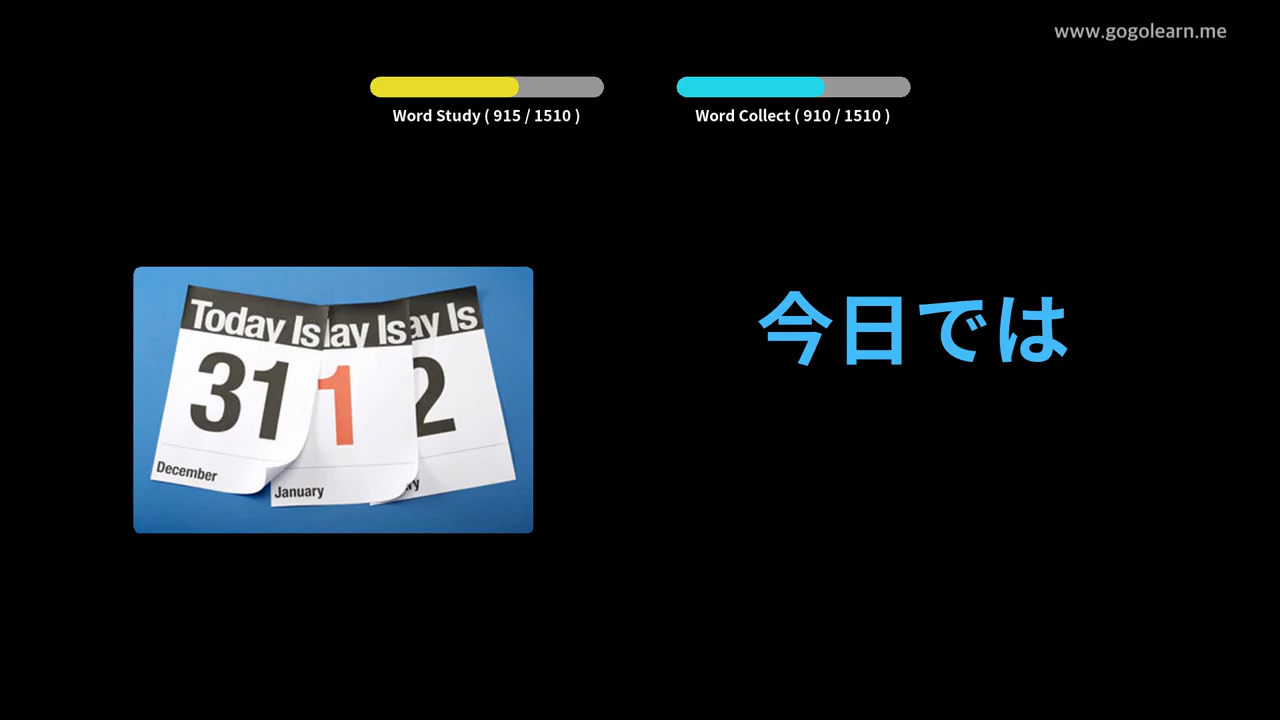 www.gogolearn.me
Word Study ( 915 / 1510 )
Word Collect ( 910 / 1510 )
今日では
Today Is
31
December
ay Is
1
January
ay Is
2
ry